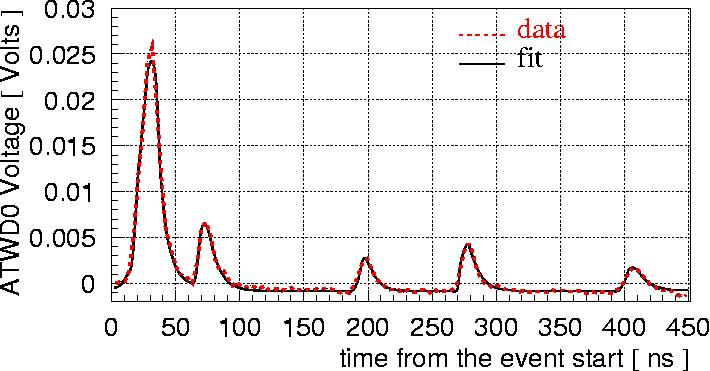 ATWD0 Voltage [ Volts ]
0.03
0.025
0.02
0.015
0.01
0.005
0
data
fit
0 50 100 150 200 250 300 350 400 450
time from the event start [ ns ]